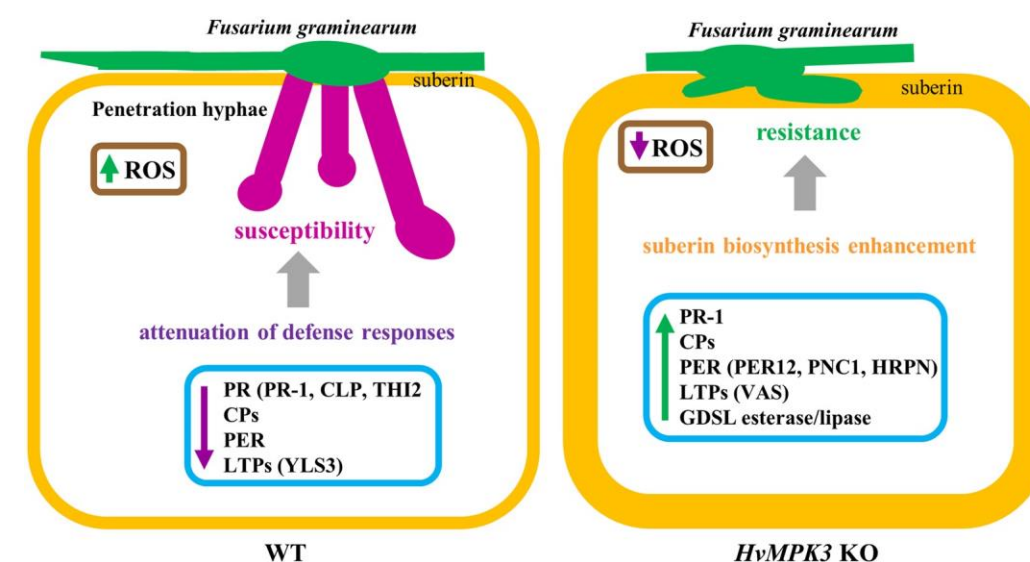 Fusarium graminearum
suberin
Penetration hyphae
ROS
susceptibility
attenuation of defense responses
PR (PR-1, CLP, THI2
CPs
PER
LTPs (YLS3)
WT
Fusarium graminearum
suberin
resistance
ROS
suberin biosynthesis enhancement
PR-1
CPs
PER (PER12, PNC1, HRPN)
LTPs (VAS)
GDSL esterase/lipase
HvMPK3 KO